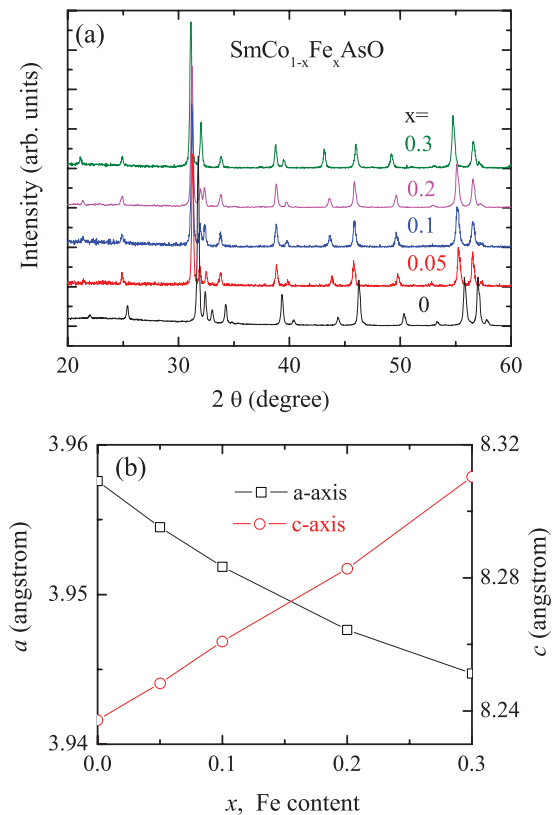 (a)
SmCo1-xFexAsO
x=
0.3
0.2
0.1
0.05
0
Intensity (arb. units)
20 30 40 50 60
2 θ (degree)
(b)
a-axis
c-axis
3.96
3.95
3.94
a (angstrom)
8.32
8.28
8.24
c (angstrom)
0.0 0.1 0.2 0.3
x, Fe content